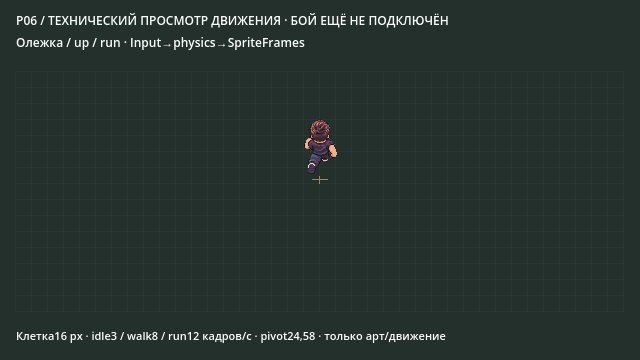 P06 / ТЕХНИЧЕСКИЙ ПРОСМОТР ДВИЖЕНИЯ · БОЙ ЕЩЁ НЕ ПОДКЛЮЧЁН
Олежка / up / run · Input→physics→SpriteFrames
Клетка16 px · idle3 / walk8 / run12 кадров/с · pivot24,58 · только арт/движение